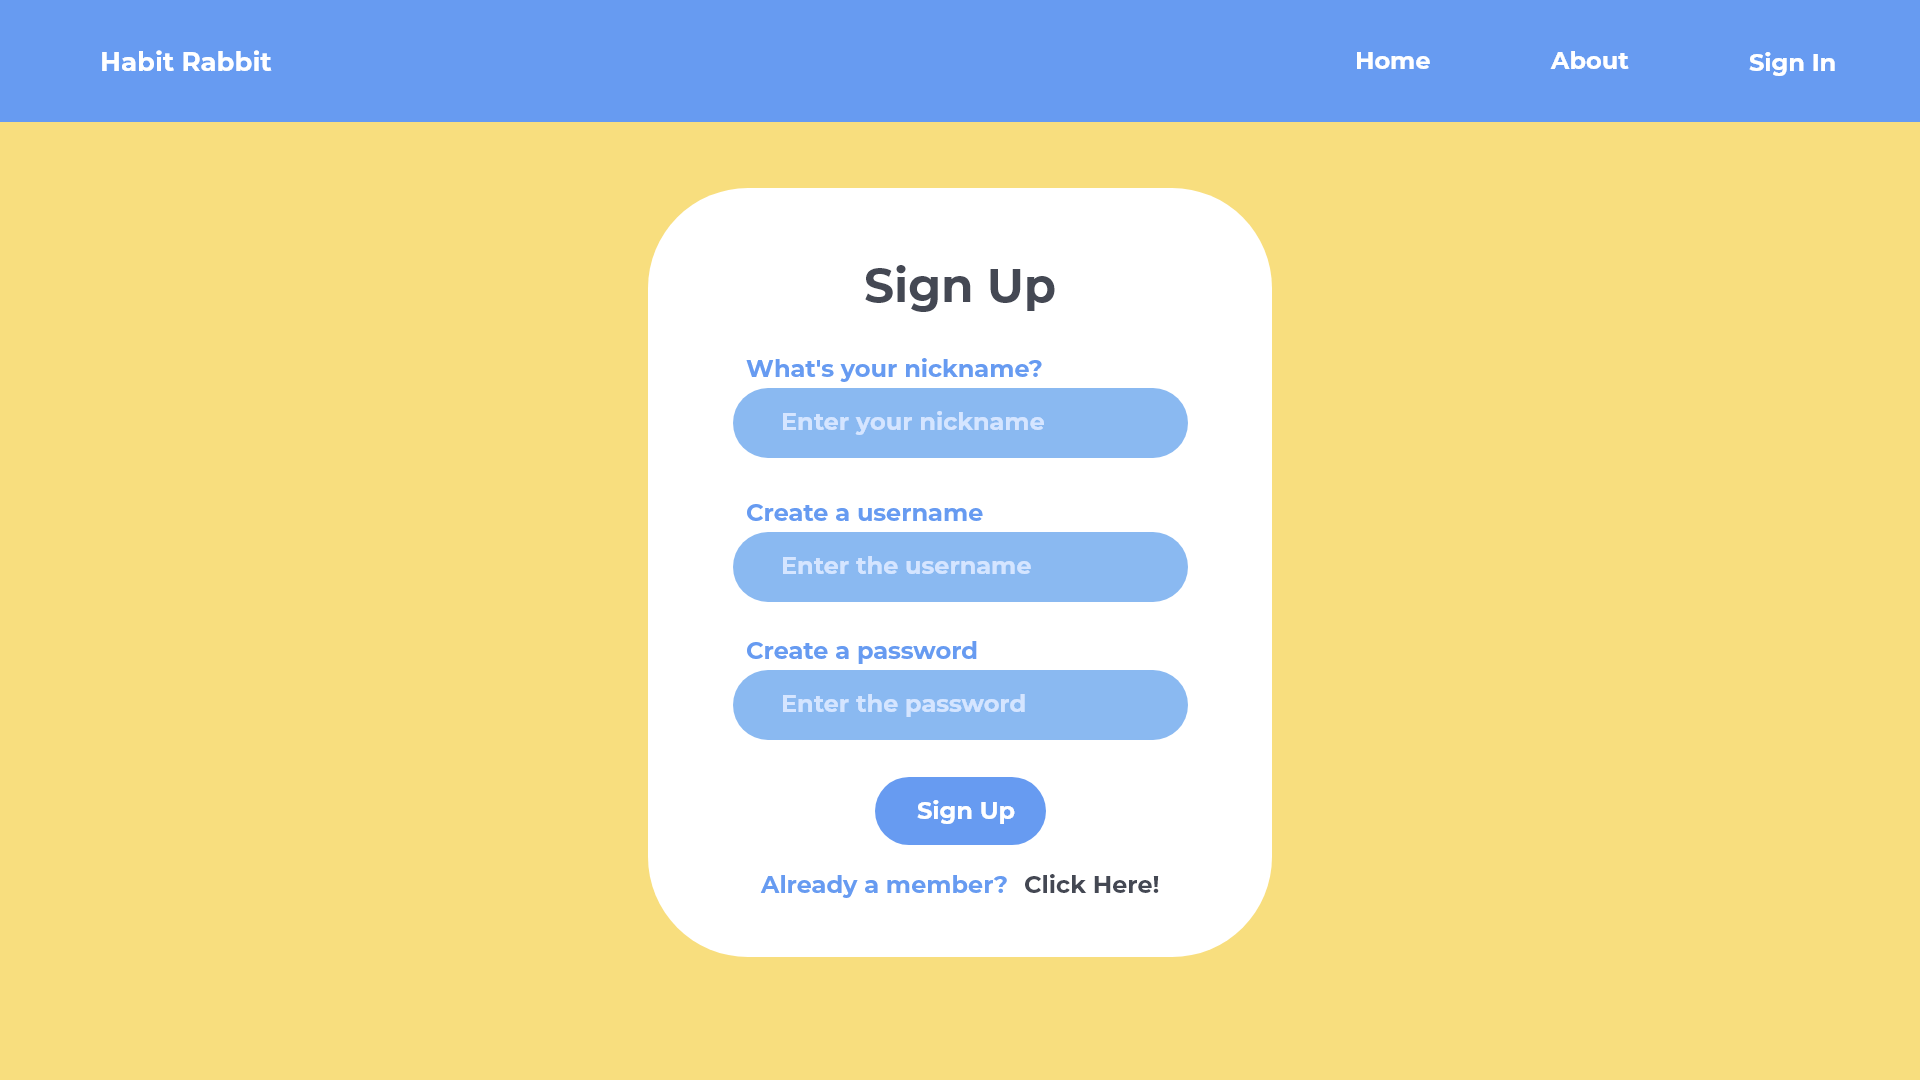 Habit Rabbit
Home
About
Sign In
Sign Up
What's your nickname?
Enter your nickname
Create a username
Enter the username
Create a password
Enter the password
Sign Up
Already a member? Click Here!